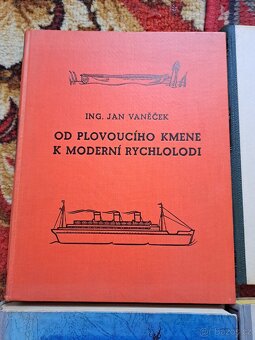 ING. JAN VANĚČEK
OD PLOVOUCÍHO KMENE
K MODERNÍ RYCHLOLODI